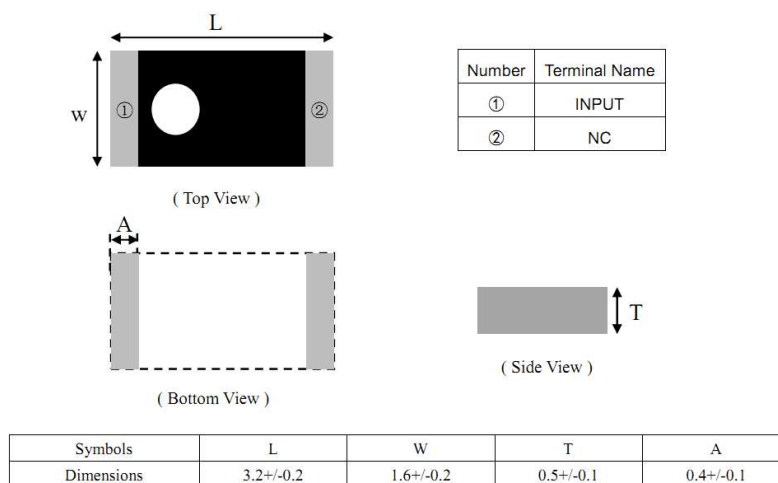 L
Number Terminal Name
① INPUT
② NC
W
①
②
( Top View )
A
T
( Side View )
( Bottom View )
Symbols L W T A
Dimensions 3.2+/-0.2 1.6+/-0.2 0.5+/-0.1 0.4+/-0.1